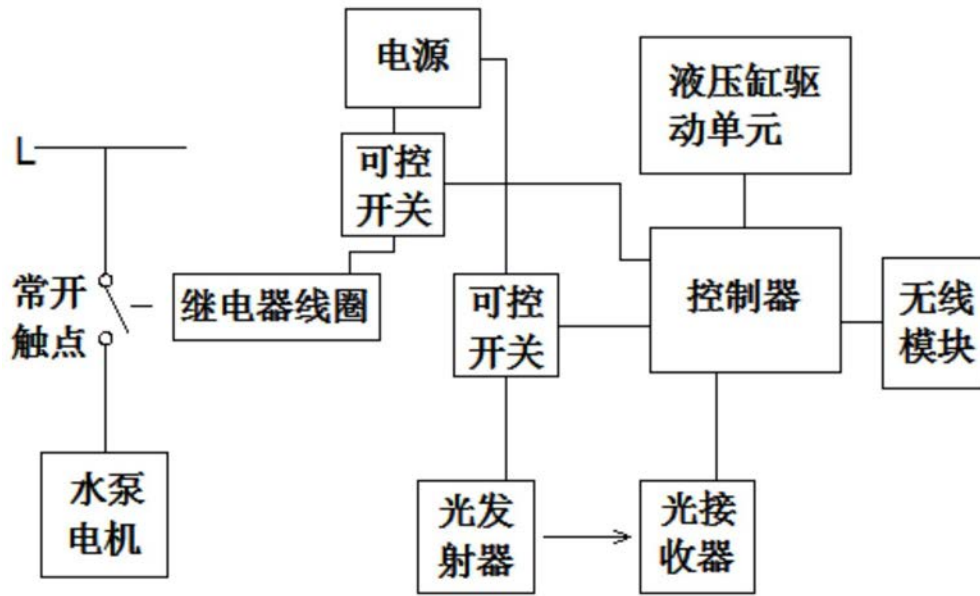 电源
液压缸驱
动单元
L
可控
开关
常开
触点
继电器线圈
可控
开关
控制器
无线
模块
水泵
电机
光发
射器
光接
收器